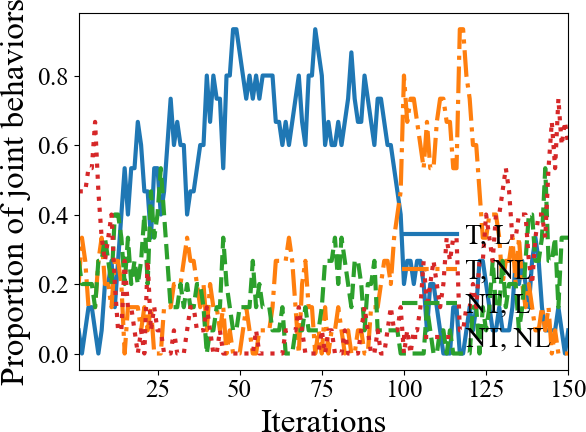 Proportion of joint behaviors
0.8
0.6
0.4
0.2
0.0
T, L
T, NL
NT, L
NT, NL
25
50
75
100
125
150
Iterations